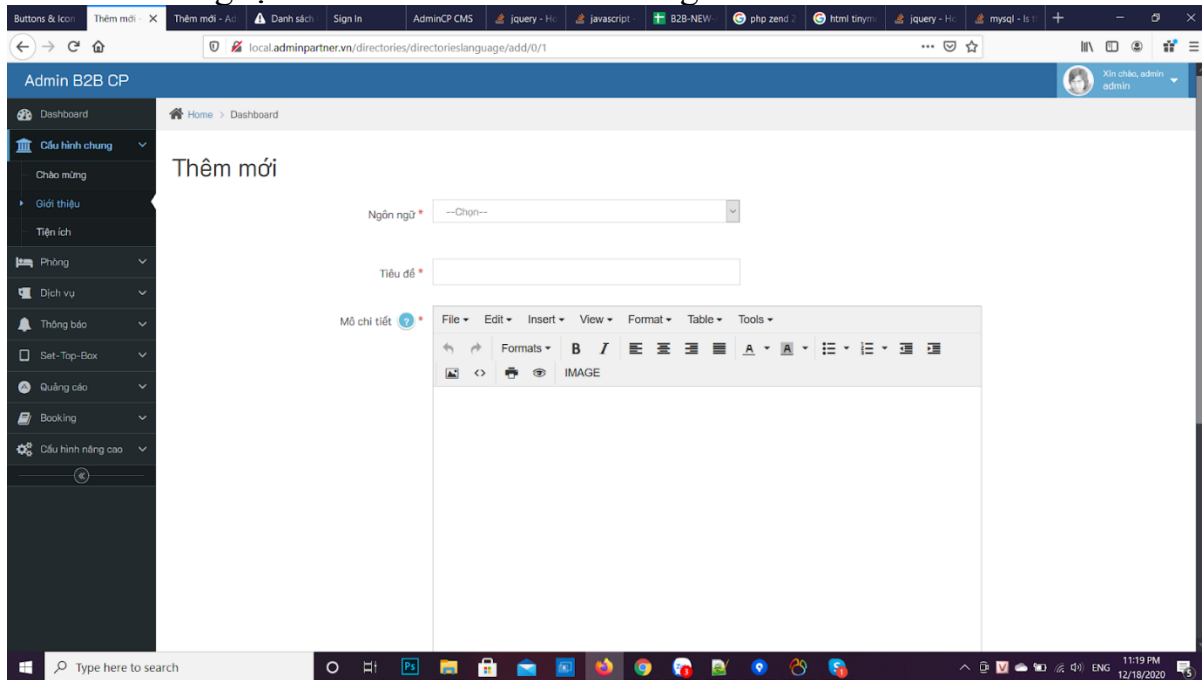 Buttons & Icon
Thêm mới -
Thêm mới - Ad
Danh sách
Sign In
AdminCP CMS
jquery - Ho
javascript -
B2B-NEW-
php zend 2
html tinym
jquery - Ho
mysql - Is t
local.adminpartner.vn/directories/directorieslanguage/add/0/1
Admin B2B CP
Xin chào, admin
admin
Dashboard
Home > Dashboard
Cấu hình chung
Chào mừng
Giới thiệu
Tiện ích
Phòng
Dịch vụ
Thông báo
Set-Top-Box
Quảng cáo
Booking
Cấu hình nâng cao
Thêm mới
Ngôn ngữ *
--Chọn--
Tiêu đề *
Mô chi tiết ? *
File Edit Insert View Format Table Tools
Formats B I A A
IMAGE
Type here to search
Ps
ENG
11:19 PM
12/18/2020